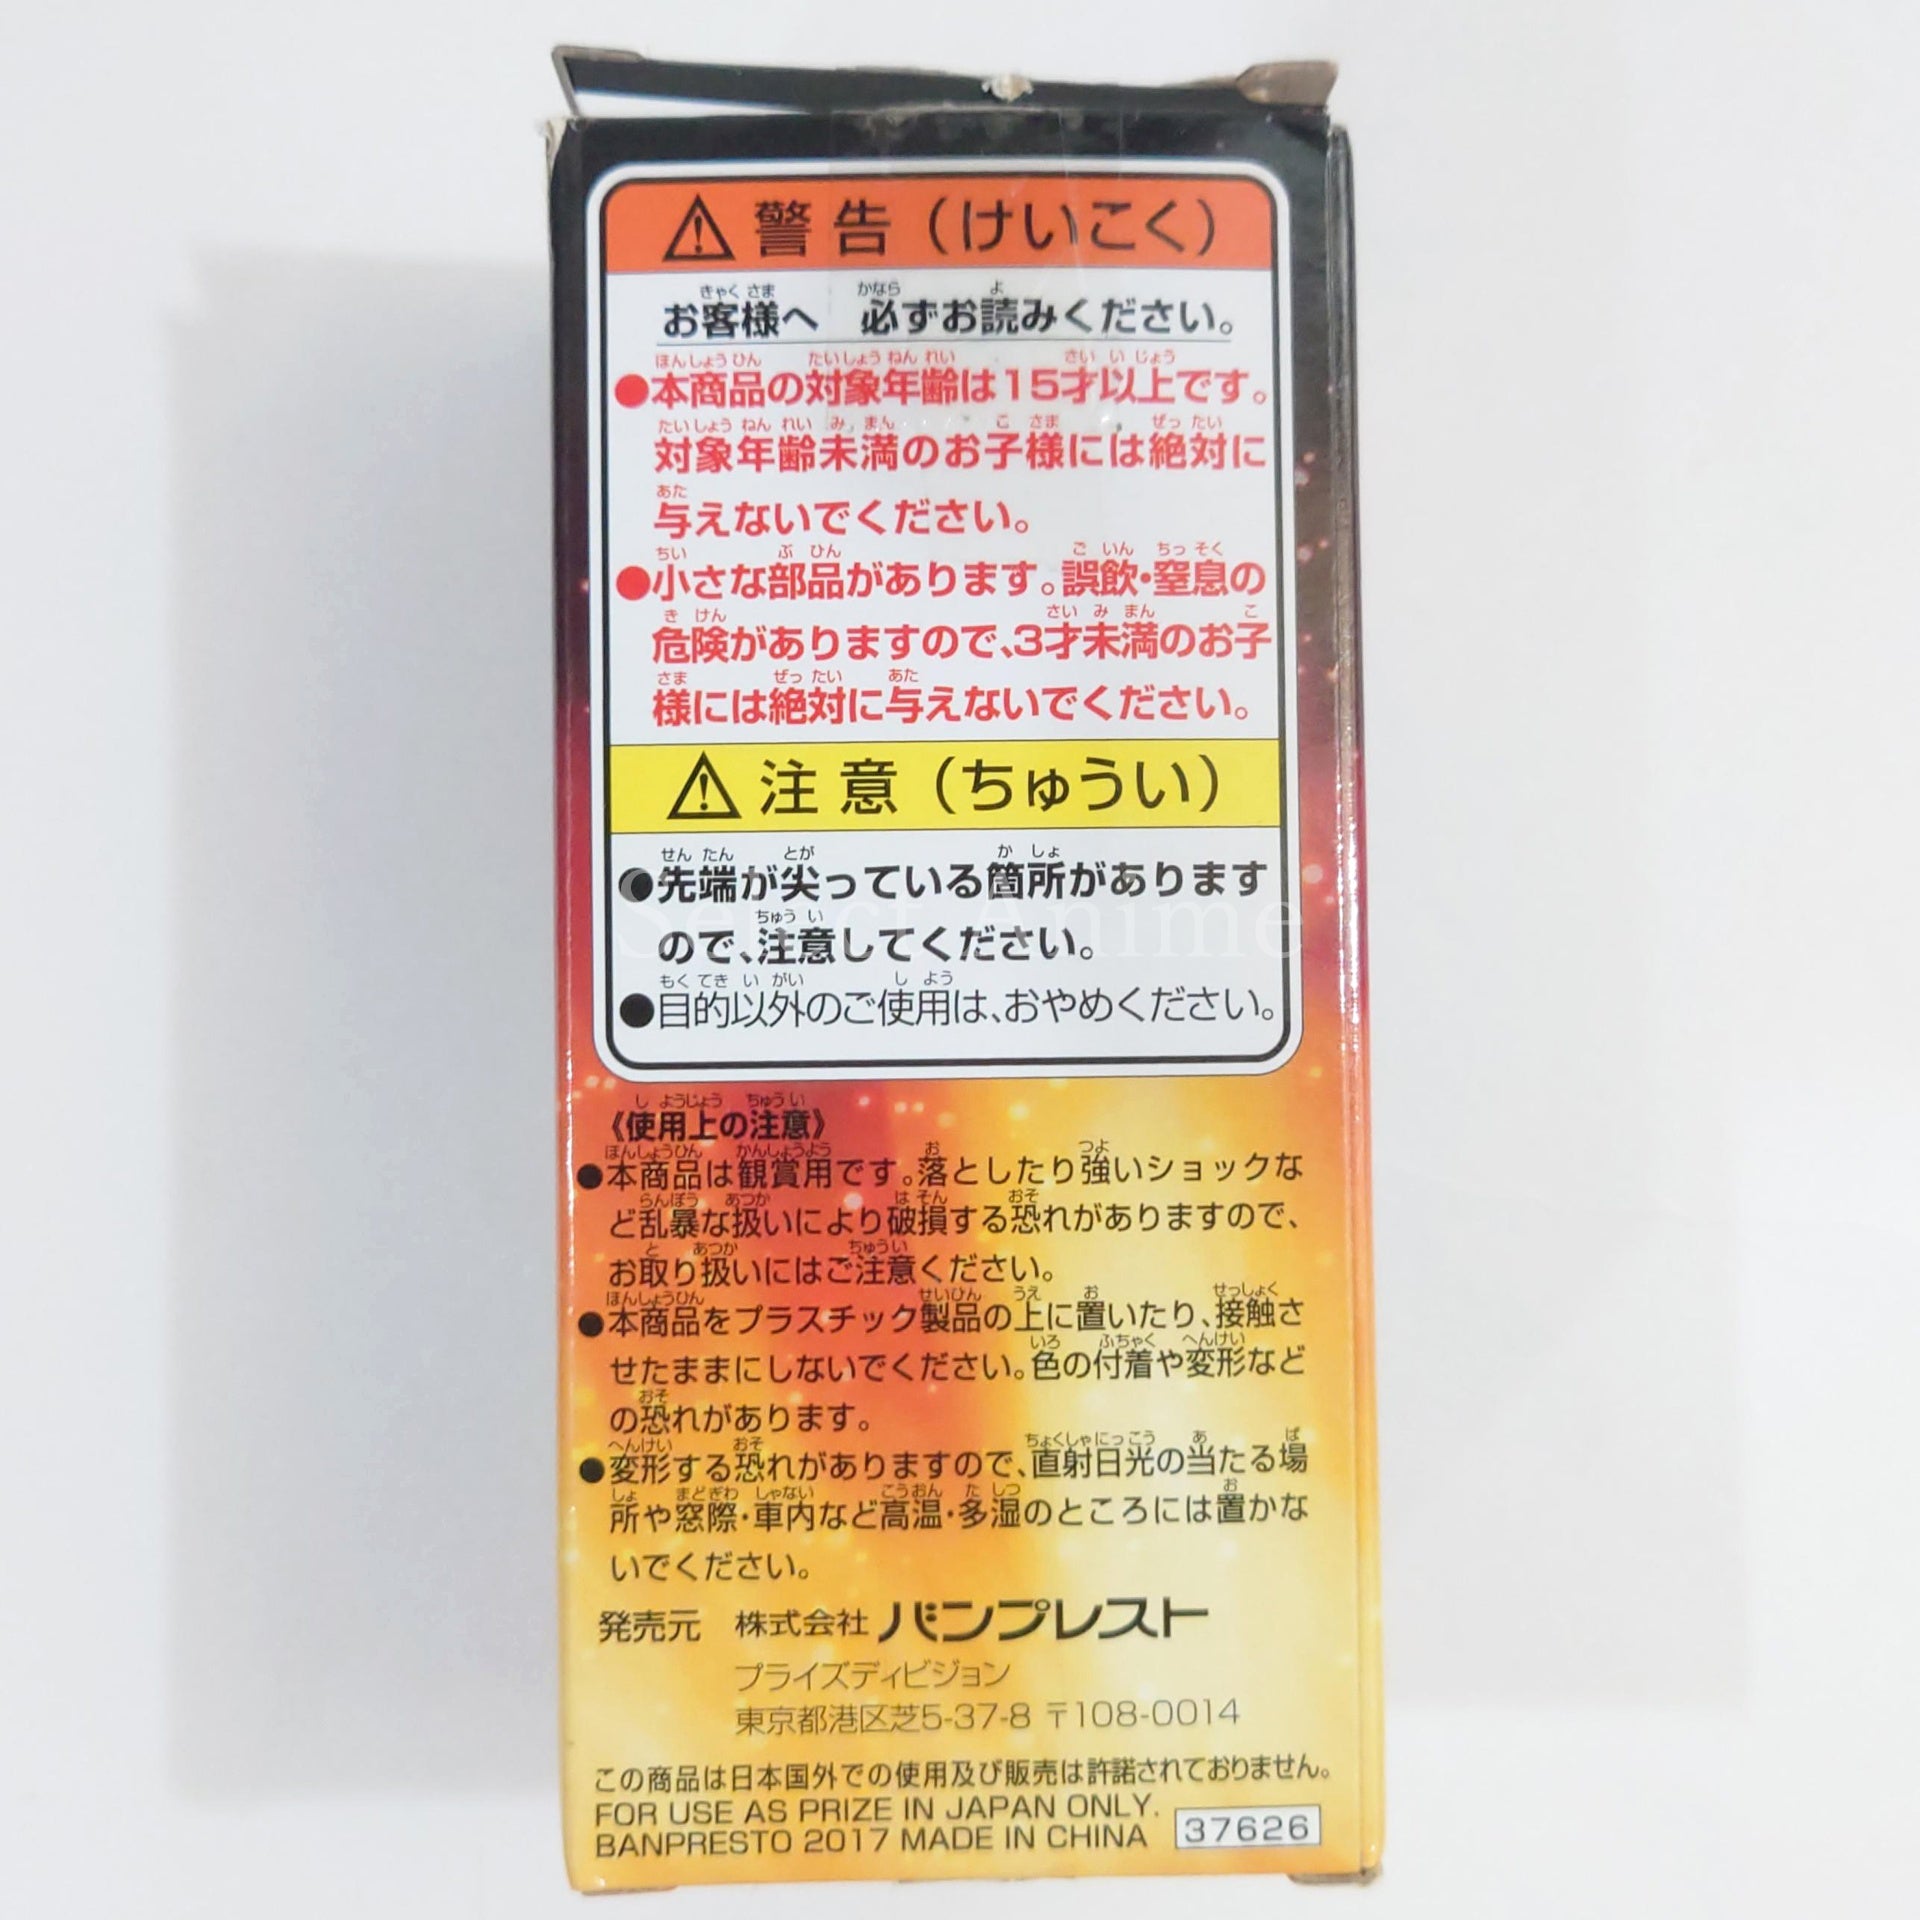 警告（けいこく）
お客様へ 必ずお読みください。
●本商品の対象年齢は15才以上です。
対象年齢未満のお子様には絶対に
与えないでください。
●小さな部品があります。誤飲・窒息の
危険がありますので、3才未満のお子
様には絶対に与えないでください。
注意（ちゅうい）
●先端が尖っている箇所があります
ので、注意してください。
Select Anime
●目的以外のご使用は、おやめください。
《使用上の注意》
●本商品は観賞用です。落としたり強いショックな
ど乱暴な扱いにより破損する恐れがありますので、
お取り扱いにはご注意ください。
●本商品をプラスチック製品の上に置いたり、接触さ
せたままにしないでください。色の付着や変形など
の恐れがあります。
●変形する恐れがありますので、直射日光の当たる場
所や窓際・車内など高温・多湿のところには置かな
いでください。
発売元 株式会社 バンプレスト
プライズディビジョン
東京都港区芝5-37-8 〒108-0014
この商品は日本国外での使用及び販売は許諾されておりません。
FOR USE AS PRIZE IN JAPAN ONLY.
BANPRESTO 2017 MADE IN CHINA 37626